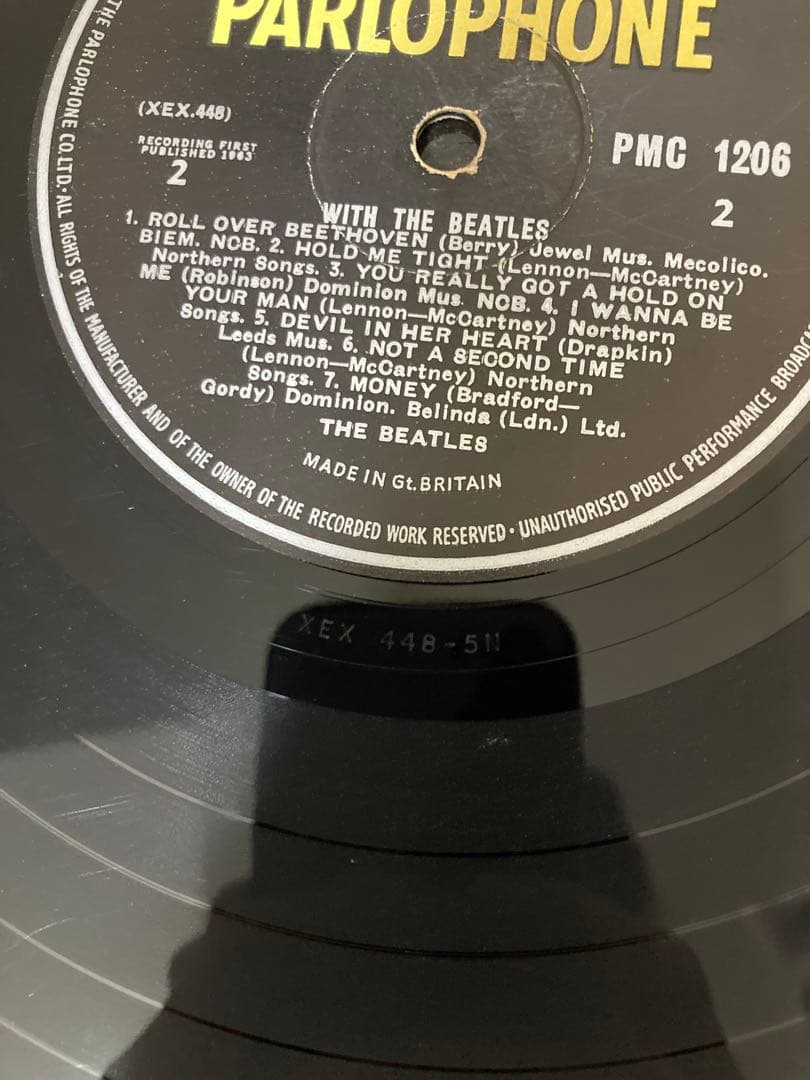 PARLOPHONE
(XEX.448)
RECORDING FIRST
PUBLISHED 1963
2
PMC 1206
2
WITH THE BEATLES
1. ROLL OVER BEETHOVEN (Berry) Jewel Mus. Mecolico.
BIEM. NCB. 2. HOLD ME TIGHT (Lennon—McCartney)
Northern Songs. 3. YOU REALLY GOT A HOLD ON
ME (Robinson) Dominion Mus. NCB. 4. I WANNA BE
YOUR MAN (Lennon—McCartney) Northern
Songs. 5. DEVIL IN HER HEART (Drapkin)
Leeds Mus. 6. NOT A SECOND TIME
(Lennon—McCartney) Northern
Songs. 7. MONEY (Bradford—
Gordy) Dominion. Belinda (Ldn.) Ltd.
THE BEATLES
MADE IN Gt. BRITAIN
THE PARLOPHONE CO. LTD. · ALL RIGHTS OF THE MANUFACTURER AND OF THE OWNER OF THE RECORDED WORK RESERVED · UNAUTHORISED PUBLIC PERFORMANCE
XEX 448-5N